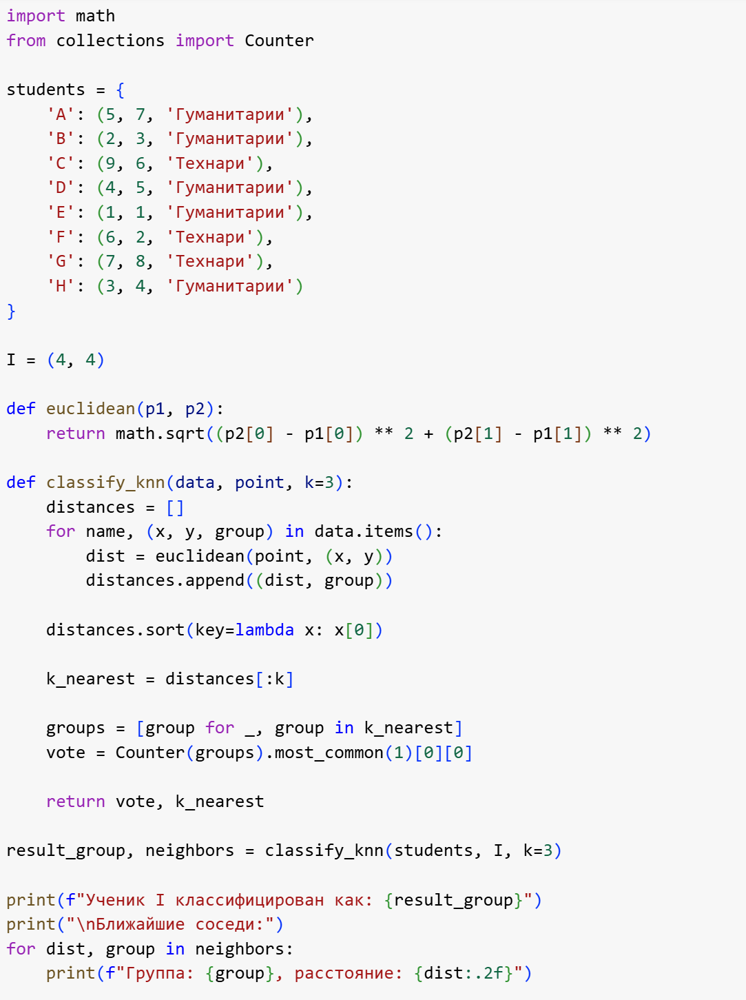 import math
from collections import Counter

students = {
    'A': (5, 7, 'Гуманитарии'),
    'B': (2, 3, 'Гуманитарии'),
    'C': (9, 6, 'Технари'),
    'D': (4, 5, 'Гуманитарии'),
    'E': (1, 1, 'Гуманитарии'),
    'F': (6, 2, 'Технари'),
    'G': (7, 8, 'Технари'),
    'H': (3, 4, 'Гуманитарии')
}

I = (4, 4)

def euclidean(p1, p2):
    return math.sqrt((p2[0] - p1[0]) ** 2 + (p2[1] - p1[1]) ** 2)

def classify_knn(data, point, k=3):
    distances = []
    for name, (x, y, group) in data.items():
        dist = euclidean(point, (x, y))
        distances.append((dist, group))

    distances.sort(key=lambda x: x[0])

    k_nearest = distances[:k]

    groups = [group for _, group in k_nearest]
    vote = Counter(groups).most_common(1)[0][0]

    return vote, k_nearest

result_group, neighbors = classify_knn(students, I, k=3)

print(f"Ученик I классифицирован как: {result_group}")
print("\nБлижайшие соседи:")
for dist, group in neighbors:
    print(f"Группа: {group}, расстояние: {dist:.2f}")